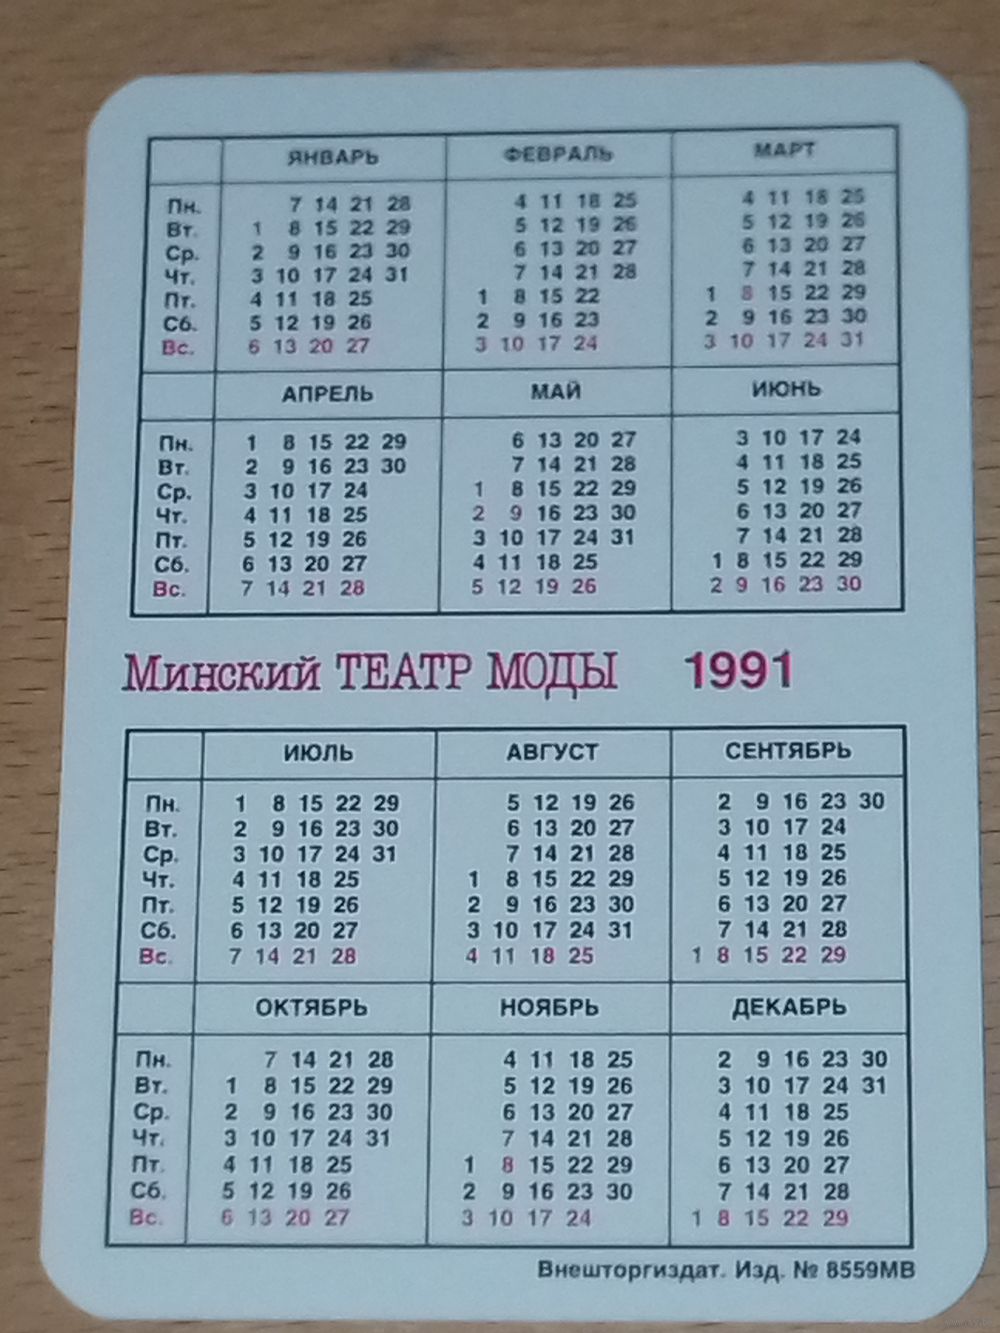 ЯНВАРЬ ФЕВРАЛЬ МАРТ
Пн. 7 14 21 28 4 11 18 25 4 11 18 25
Вт. 1 8 15 22 29 5 12 19 26 5 12 19 26
Ср. 2 9 16 23 30 6 13 20 27 6 13 20 27
Чт. 3 10 17 24 31 7 14 21 28 7 14 21 28
Пт. 4 11 18 25 1 8 15 22 1 8 15 22 29
Сб. 5 12 19 26 2 9 16 23 2 9 16 23 30
Вс. 6 13 20 27 3 10 17 24 3 10 17 24 31
АПРЕЛЬ МАЙ ИЮНЬ
Пн. 1 8 15 22 29 6 13 20 27 3 10 17 24
Вт. 2 9 16 23 30 7 14 21 28 4 11 18 25
Ср. 3 10 17 24 1 8 15 22 29 5 12 19 26
Чт. 4 11 18 25 2 9 16 23 30 6 13 20 27
Пт. 5 12 19 26 3 10 17 24 31 7 14 21 28
Сб. 6 13 20 27 4 11 18 25 1 8 15 22 29
Вс. 7 14 21 28 5 12 19 26 2 9 16 23 30
Минский ТЕАТР МОДЫ 1991
ИЮЛЬ АВГУСТ СЕНТЯБРЬ
Пн. 1 8 15 22 29 5 12 19 26 2 9 16 23 30
Вт. 2 9 16 23 30 6 13 20 27 3 10 17 24
Ср. 3 10 17 24 31 7 14 21 28 4 11 18 25
Чт. 4 11 18 25 1 8 15 22 29 5 12 19 26
Пт. 5 12 19 26 2 9 16 23 30 6 13 20 27
Сб. 6 13 20 27 3 10 17 24 31 7 14 21 28
Вс. 7 14 21 28 4 11 18 25 1 8 15 22 29
ОКТЯБРЬ НОЯБРЬ ДЕКАБРЬ
Пн. 7 14 21 28 4 11 18 25 2 9 16 23 30
Вт. 1 8 15 22 29 5 12 19 26 3 10 17 24 31
Ср. 2 9 16 23 30 6 13 20 27 4 11 18 25
Чт. 3 10 17 24 31 7 14 21 28 5 12 19 26
Пт. 4 11 18 25 1 8 15 22 29 6 13 20 27
Сб. 5 12 19 26 2 9 16 23 30 7 14 21 28
Вс. 6 13 20 27 3 10 17 24 1 8 15 22 29
Внешторгиздат. Изд. № 8559МВ